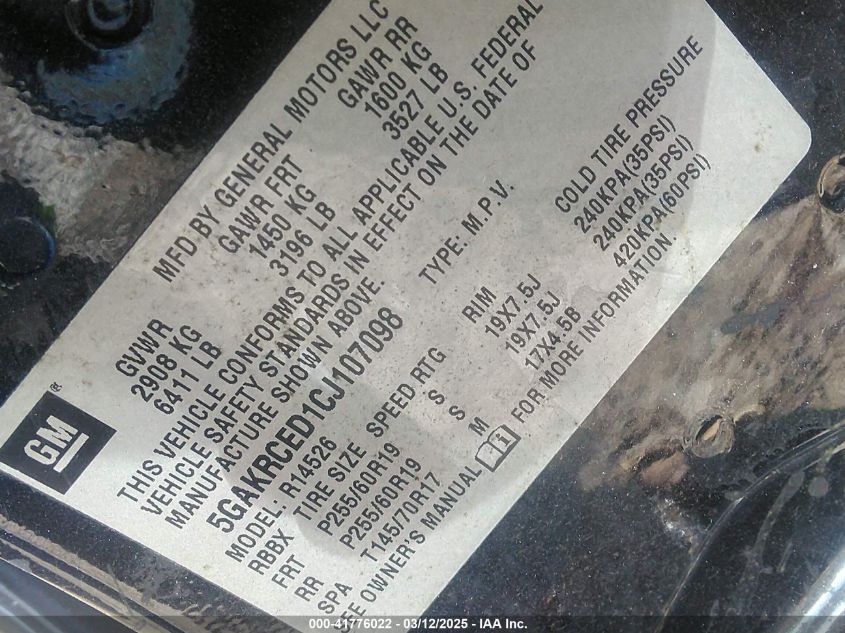 GM®
MFD BY GENERAL MOTORS LLC
GVWR GAWR FRT GAWR RR
2908 KG 1450 KG 1600 KG
6411 LB 3196 LB 3527 LB
THIS VEHICLE CONFORMS TO ALL APPLICABLE U.S. FEDERAL
VEHICLE SAFETY STANDARDS IN EFFECT ON THE DATE OF
MANUFACTURE SHOWN ABOVE.
5GAKRCED1CJ107098 TYPE: M.P.V.
MODEL: R14526
RBBX TIRE SIZE SPEED RTG RIM COLD TIRE PRESSURE
FRT P255/60R19 S 19X7.5J 240KPA(35PSI)
RR P255/60R19 S 19X7.5J 240KPA(35PSI)
SPA T145/70R17 M 17X4.5B 420KPA(60PSI)
SEE OWNER'S MANUAL i FOR MORE INFORMATION.
000-41776022 - 03/12/2025 - IAA Inc.